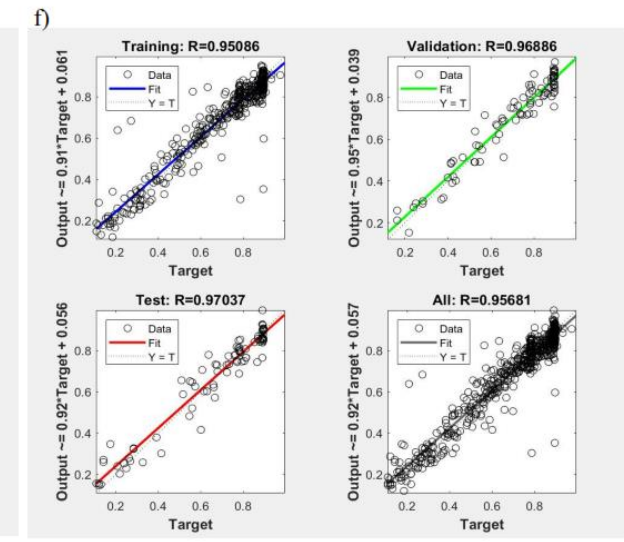 f)
Training: R=0.95086
Output ~= 0.91*Target + 0.061
Data
Fit
Y = T
0.8
0.6
0.4
0.2
0.2 0.4 0.6 0.8
Target
Validation: R=0.96886
Output ~= 0.95*Target + 0.039
Data
Fit
Y = T
0.8
0.6
0.4
0.2
0.2 0.4 0.6 0.8
Target
Test: R=0.97037
Output ~= 0.92*Target + 0.056
Data
Fit
Y = T
0.8
0.6
0.4
0.2
0.2 0.4 0.6 0.8
Target
All: R=0.95681
Output ~= 0.92*Target + 0.057
Data
Fit
Y = T
0.8
0.6
0.4
0.2
0.2 0.4 0.6 0.8
Target